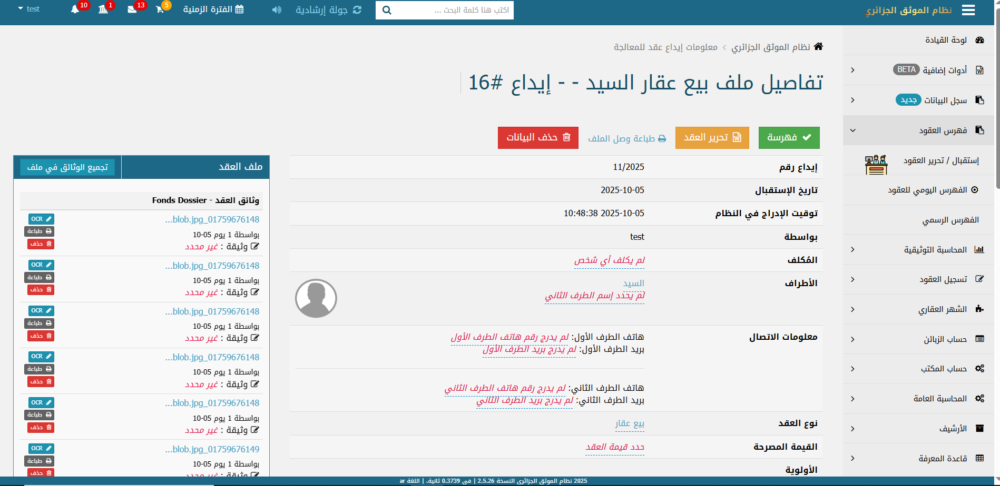 نظام الموثق الجزائري
اكتب هنا كلمة البحث ...
جولة إرشادية
الفترة الزمنية
5
13
1
10
test
لوحة القيادة
أدوات إضافية BETA
سجل البيانات جديد
فهرس العقود
إستقبال / تحرير العقود
الفهرس اليومي للعقود
الفهرس الرسمي
المحاسبة التوثيقية
تسجيل العقود
الشهر العقاري
حساب الزبائن
حساب المكتب
المحاسبة العامة
الأرشيف
قاعدة المعرفة
نظام الموثق الجزائري > معلومات إيداع عقد للمعالجة
تفاصيل ملف بيع عقار السيد - - إيداع #16
فهرسة
تحرير العقد
طباعة وصل الملف
حذف البيانات
إيداع رقم 11/2025
تاريخ الإستقبال 2025-10-05
توقيت الإدراج في النظام 2025-10-05 10:48:38
بواسطة test
المُكلف لم يكلف أي شخص
الأطراف السيد
لم يحدد إسم الطرف الثاني
معلومات الاتصال هاتف الطرف الأول: لم يدرج رقم هاتف الطرف الأول
بريد الطرف الأول: لم يدرج بريد الطرف الأول
هاتف الطرف الثاني: لم يدرج رقم هاتف الطرف الثاني
بريد الطرف الثاني: لم يدرج بريد الطرف الثاني
نوع العقد بيع عقار
القيمة المصرحة حدد قيمة العقد
الأولوية
ملف العقد
تجميع الوثائق في ملف
وثائق العقد - Fonds Dossier
blob.jpg_01759676148... OCR
بواسطة 1 يوم 05-10 طباعة
وثيقة : غير محدد حذف
blob.jpg_01759676148... OCR
بواسطة 1 يوم 05-10 طباعة
وثيقة : غير محدد حذف
blob.jpg_01759676148... OCR
بواسطة 1 يوم 05-10 طباعة
وثيقة : غير محدد حذف
blob.jpg_01759676148... OCR
بواسطة 1 يوم 05-10 طباعة
وثيقة : غير محدد حذف
blob.jpg_01759676148... OCR
بواسطة 1 يوم 05-10 طباعة
وثيقة : غير محدد حذف
blob.jpg_01759676149... OCR
بواسطة 1 يوم 05-10 طباعة
وثيقة : غير محدد حذف
2025 نظام الموثق الجزائري النسخة 2.5.26 | في 0.3739 ثانية. | اللغة ar